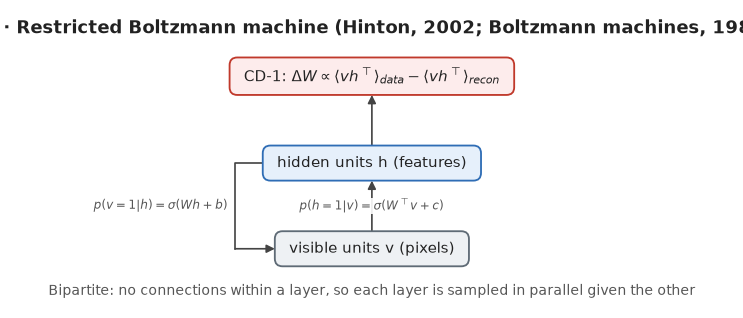 · Restricted Boltzmann machine (Hinton, 2002; Boltzmann machines, 198
CD-1: ΔW ∝ ⟨vh⊤⟩data − ⟨vh⊤⟩recon
hidden units h (features)
p(v = 1|h) = σ(Wh + b)
p(h = 1|v) = σ(W⊤v + c)
visible units v (pixels)
Bipartite: no connections within a layer, so each layer is sampled in parallel given the other